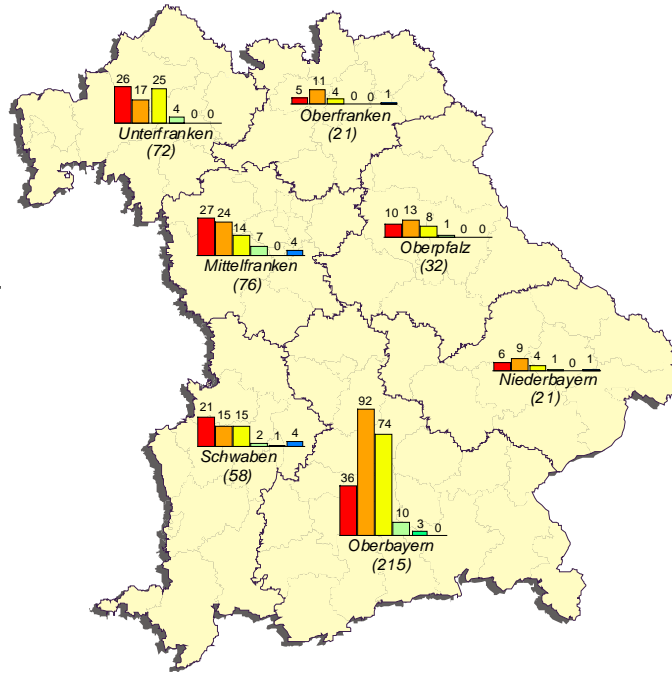 26 17 25 4 0 0
Unterfranken
(72)
5 11 4 0 0 1
Oberfranken
(21)
27 24 14 7 0 4
Mittelfranken
(76)
10 13 8 1 0 0
Oberpfalz
(32)
6 9 4 1 0 1
Niederbayern
(21)
21 15 15 2 1 4
Schwaben
(58)
36 92 74 10 3 0
Oberbayern
(215)